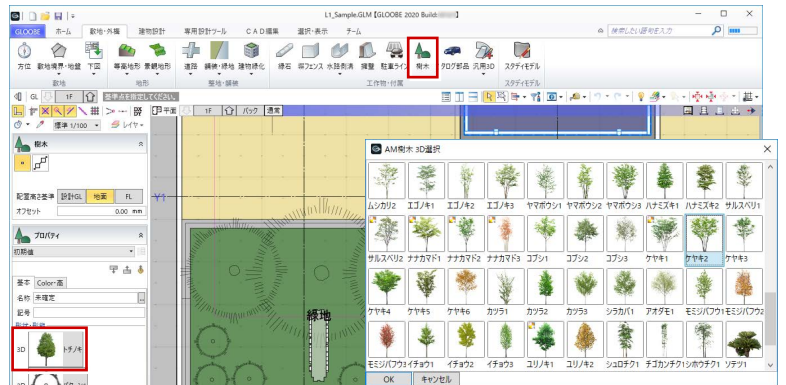 L1_Sample.GLM【GLOOBE 2020 Build:
GLOOBE ホーム 敷地・外構 建物設計 専用設計ツール CAD編集 選択・表示 チーム 検索したい語句を入力
方位 敷地境界・地盤 下図 等高地形 景観地形 道路 舗装・緑地 建物緑化 縁石 塀フェンス 水路側溝 擁壁 駐車ライン 樹木 カタログ部品 汎用3D スタディモデル
敷地 地形 整地・舗装 工作物・付属 スタディモデル
GL 1F 基準点を指定してください。
平面 1F バック 通常
標準 1/100 レイヤ
樹木
配置高さ基準 設計GL 地面 FL
オフセット 0.00 mm
プロパティ
初期値
基本 Color・高
名称 未確定 ...
記号
形状・影線
3D トチノキ
2D
Y1
緑地
AM樹木 3D選択
ムシカリ2 エゴノキ1 エゴノキ2 エゴノキ3 ヤマボウシ1 ヤマボウシ2 ヤマボウシ3 ハナミズキ1 ハナミズキ2 サルスベリ1
サルスベリ2 ナナカマド1 ナナカマド2 ナナカマド3 コブシ1 コブシ2 コブシ3 ケヤキ1 ケヤキ2 ケヤキ3
ケヤキ4 ケヤキ5 ケヤキ6 カツラ1 カツラ2 カツラ3 シラカバ1 アオダモ1 モミジバフウ1 モミジバフウ2
モミジバフウ3 イチョウ1 イチョウ2 イチョウ3 ユリノキ1 ユリノキ2 シュロチク1 チゴカンチク1 シホウチク1 ソテツ1
OK キャンセル